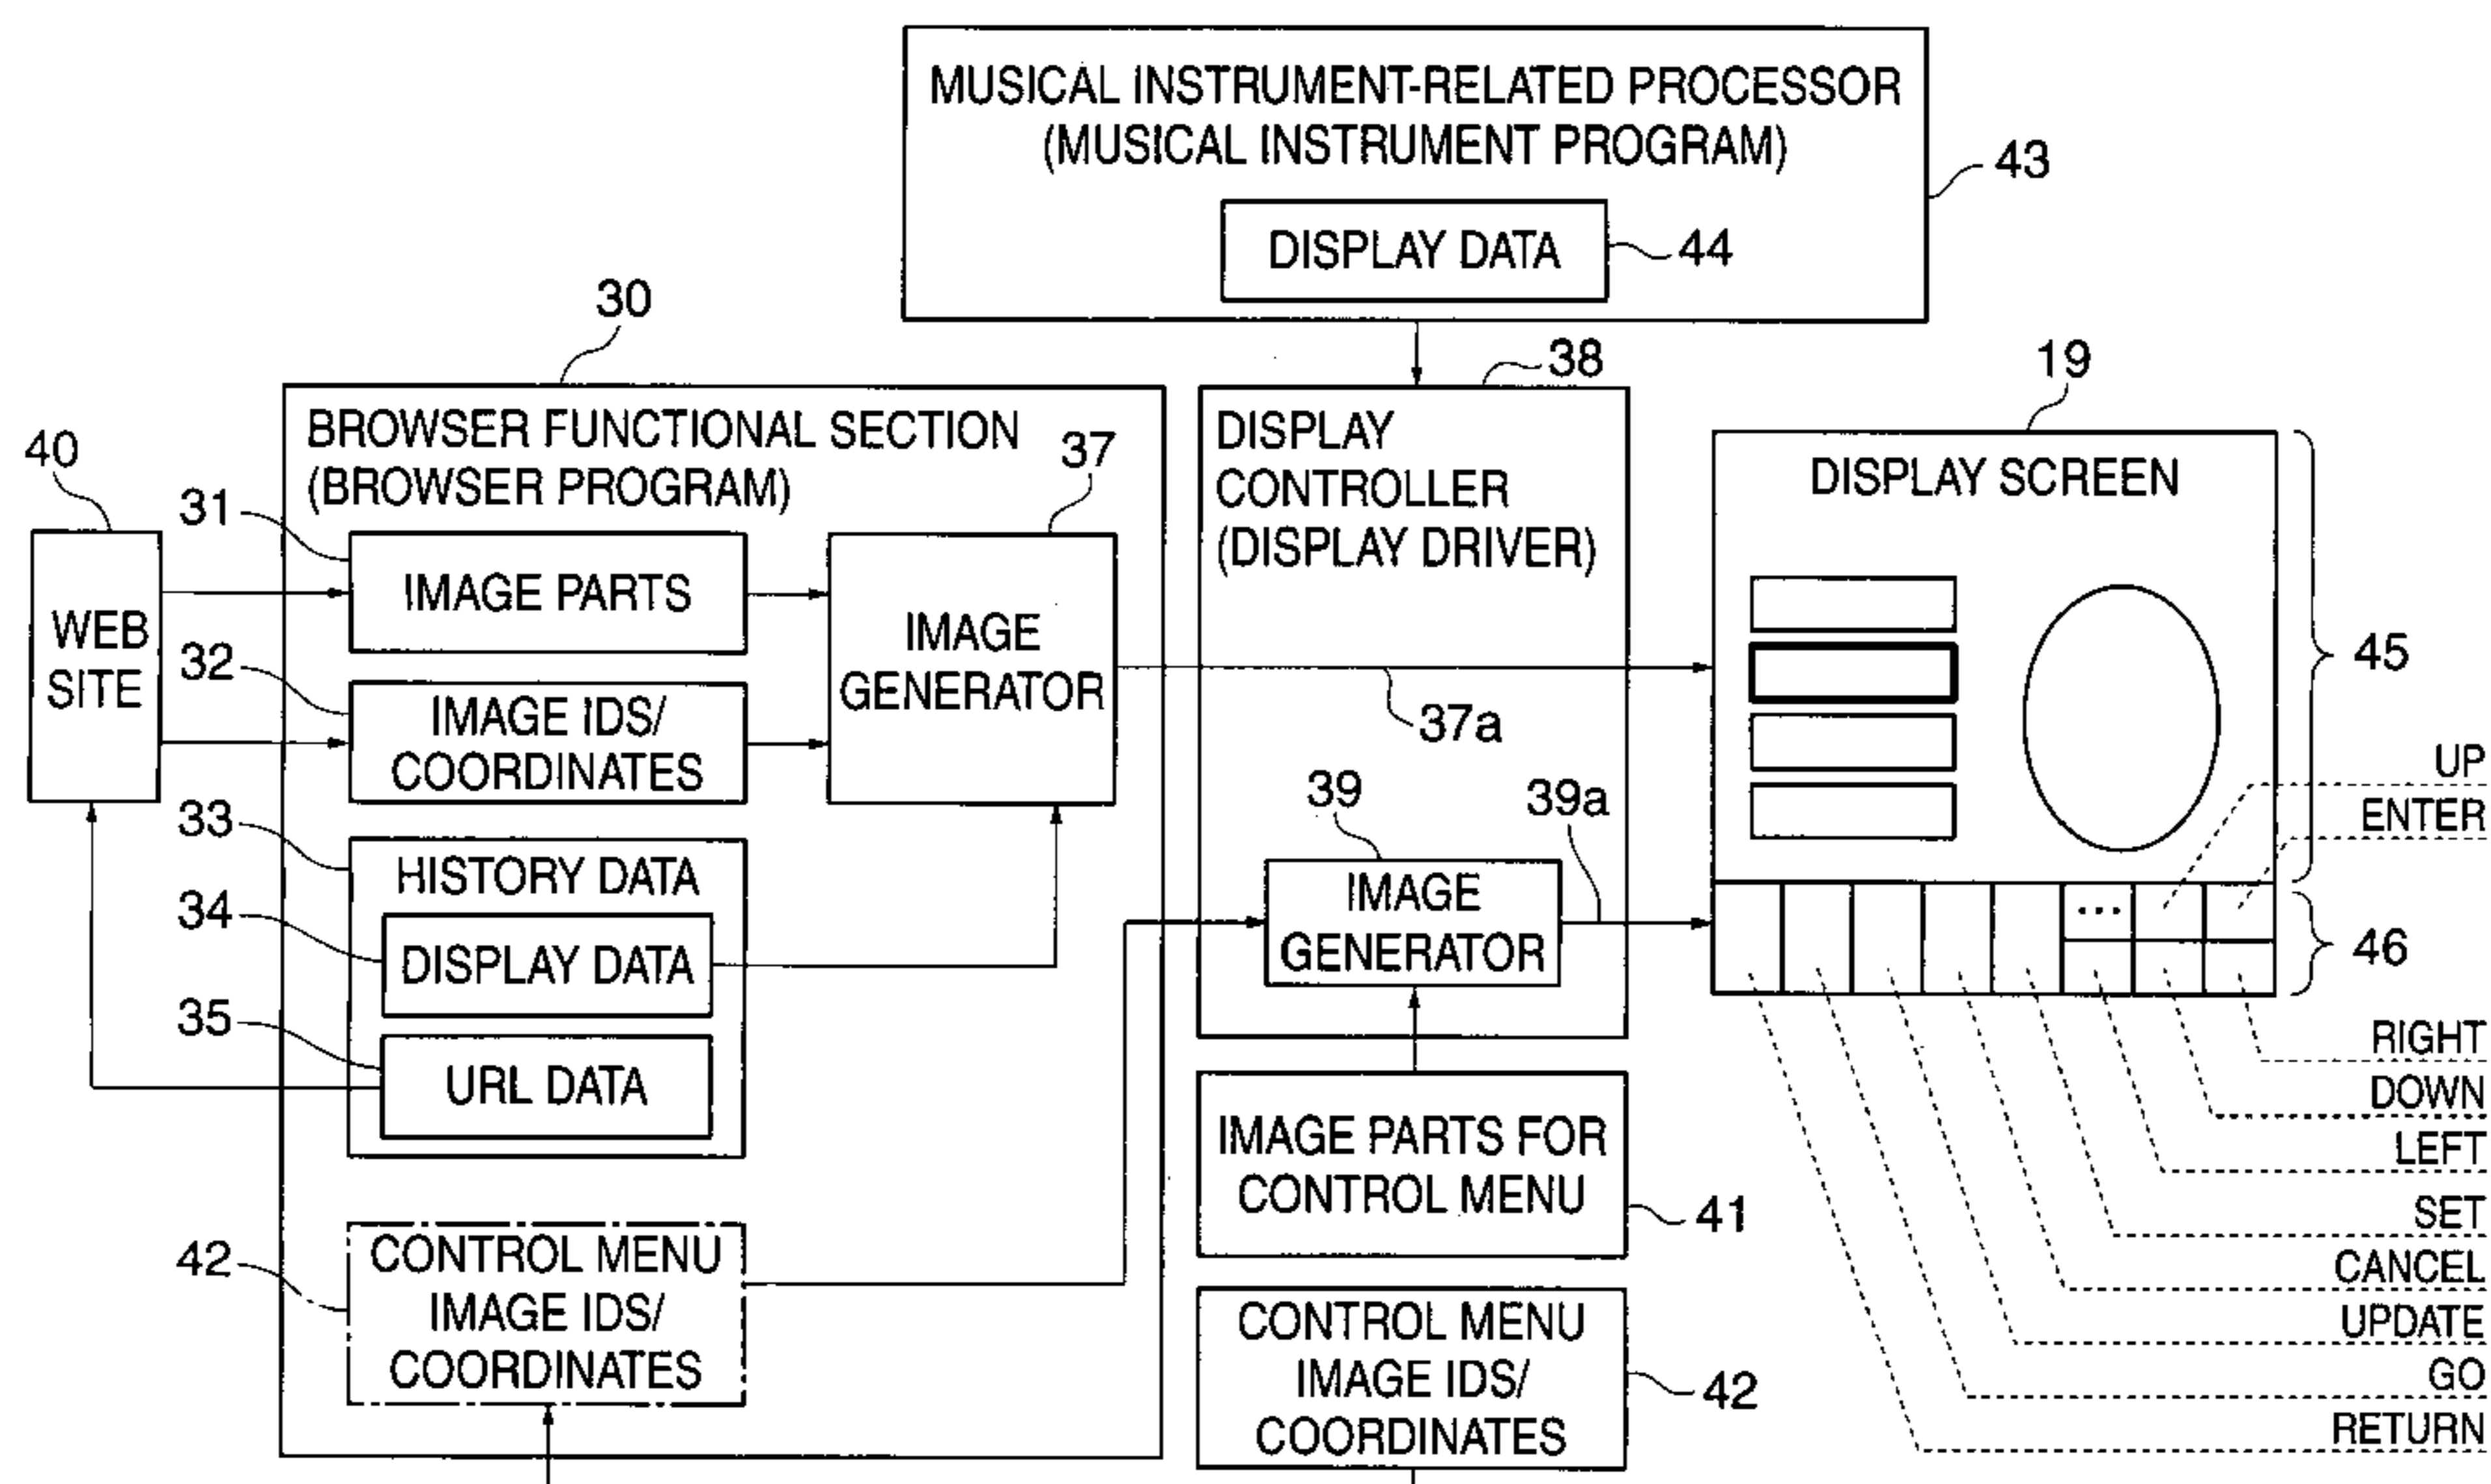 MUSICAL INSTRUMENT-RELATED PROCESSOR
(MUSICAL INSTRUMENT PROGRAM)
43
DISPLAY DATA
44
30
38
19
BROWSER FUNCTIONAL SECTION
(BROWSER PROGRAM)
37
40
31
IMAGE PARTS
WEB
SITE
32
IMAGE IDS/
COORDINATES
IMAGE
GENERATOR
33
HISTORY DATA
34
DISPLAY DATA
35
URL DATA
42
CONTROL MENU
IMAGE IDS/
COORDINATES
DISPLAY
CONTROLLER
(DISPLAY DRIVER)
37a
39
39a
IMAGE
GENERATOR
IMAGE PARTS FOR
CONTROL MENU
41
CONTROL MENU
IMAGE IDS/
COORDINATES
42
DISPLAY SCREEN
45
...
46
UP
ENTER
RIGHT
DOWN
LEFT
SET
CANCEL
UPDATE
GO
RETURN